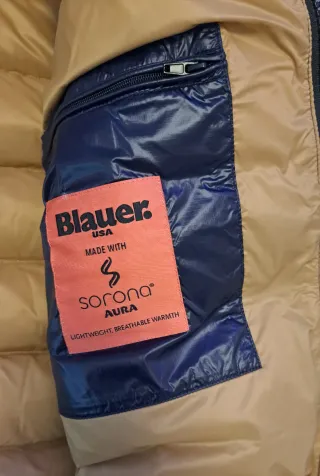 Blauer.
USA
MADE WITH
sorona®
AURA
LIGHTWEIGHT, BREATHABLE WARMTH